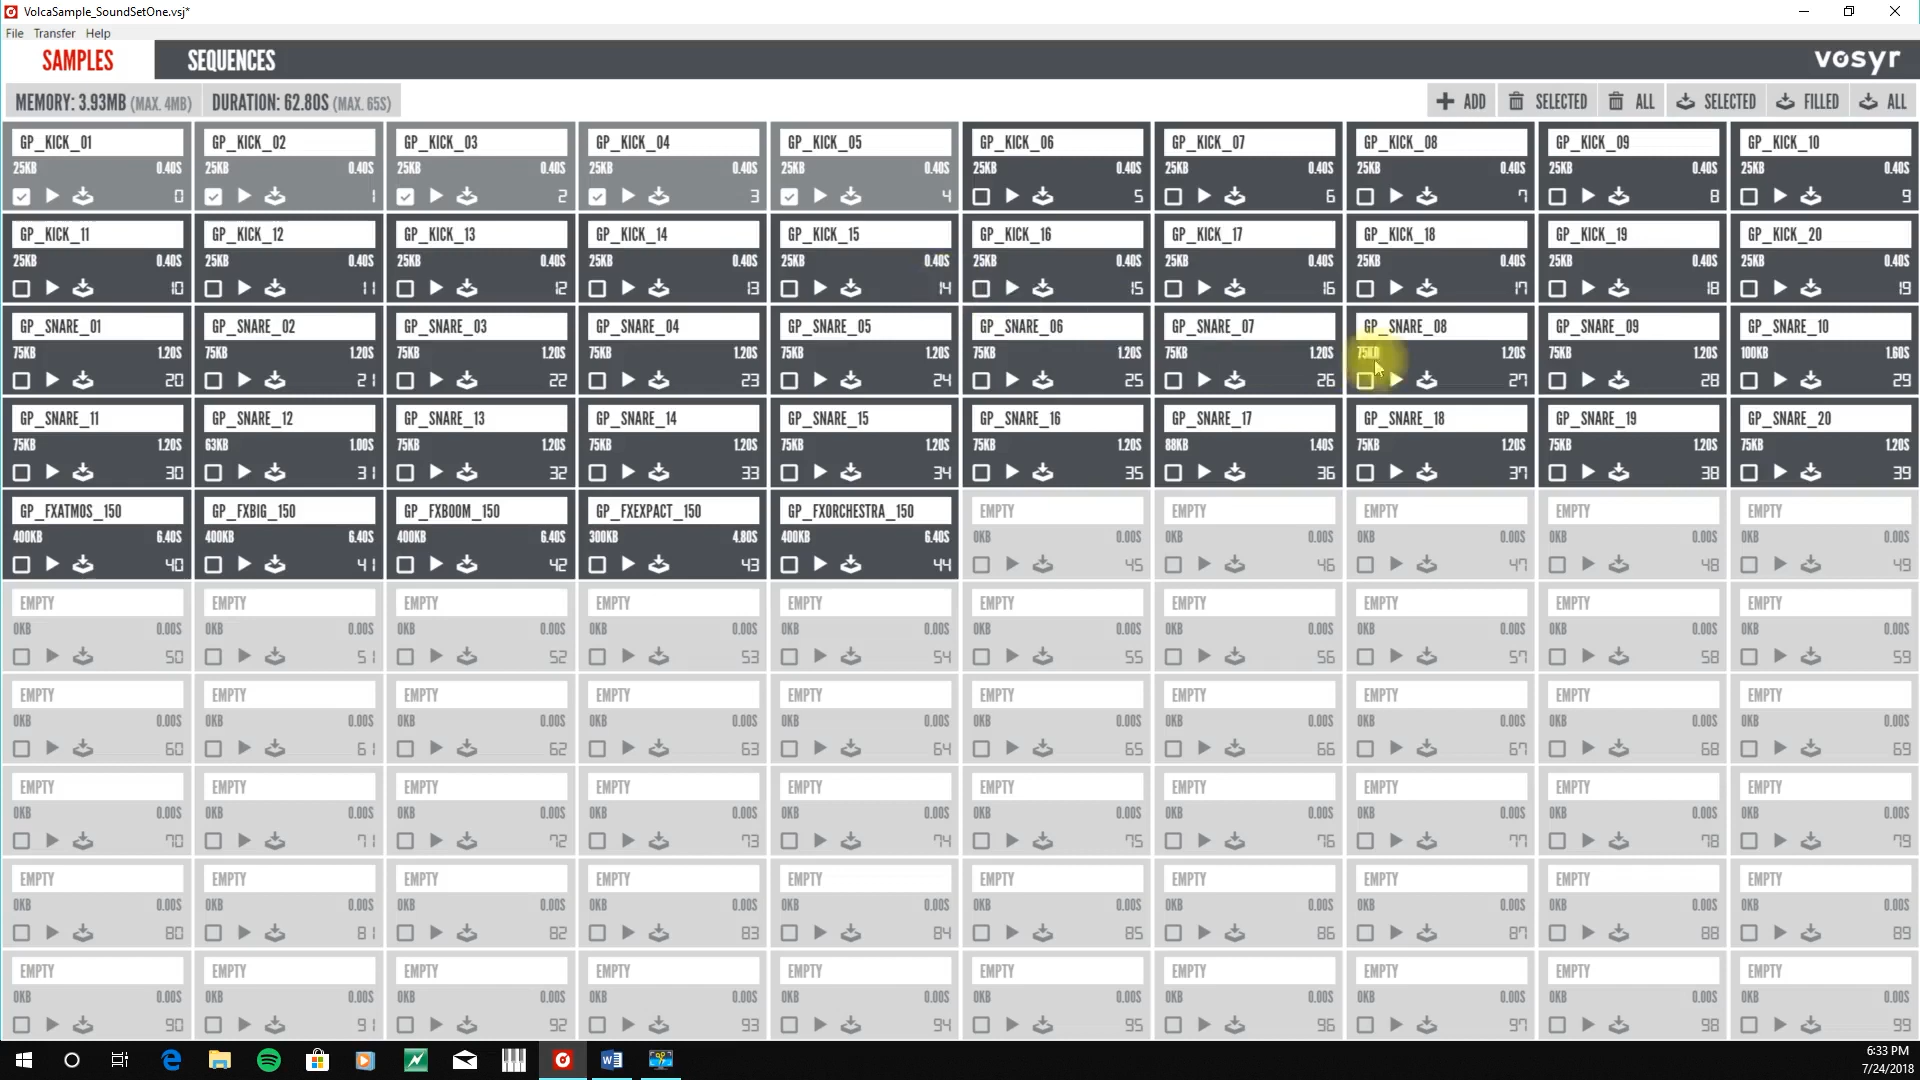 VolcaSample_SoundSetOne.vsj*
File Transfer Help
SAMPLES SEQUENCES vosyr
MEMORY: 3.93MB (MAX. 4MB) DURATION: 62.80S (MAX. 65S) ADD SELECTED ALL SELECTED FILLED ALL
GP_KICK_01 GP_KICK_02 GP_KICK_03 GP_KICK_04 GP_KICK_05 GP_KICK_06 GP_KICK_07 GP_KICK_08 GP_KICK_09 GP_KICK_10
25KB 0.40S 25KB 0.40S 25KB 0.40S 25KB 0.40S 25KB 0.40S 25KB 0.40S 25KB 0.40S 25KB 0.40S 25KB 0.40S 25KB 0.40S
0 1 2 3 4 5 6 7 8 9
GP_KICK_11 GP_KICK_12 GP_KICK_13 GP_KICK_14 GP_KICK_15 GP_KICK_16 GP_KICK_17 GP_KICK_18 GP_KICK_19 GP_KICK_20
25KB 0.40S 25KB 0.40S 25KB 0.40S 25KB 0.40S 25KB 0.40S 25KB 0.40S 25KB 0.40S 25KB 0.40S 25KB 0.40S 25KB 0.40S
10 11 12 13 14 15 16 17 18 19
GP_SNARE_01 GP_SNARE_02 GP_SNARE_03 GP_SNARE_04 GP_SNARE_05 GP_SNARE_06 GP_SNARE_07 GP_SNARE_08 GP_SNARE_09 GP_SNARE_10
75KB 1.20S 75KB 1.20S 75KB 1.20S 75KB 1.20S 75KB 1.20S 75KB 1.20S 75KB 1.20S 75KB 1.20S 75KB 1.20S 100KB 1.60S
20 21 22 23 24 25 26 27 28 29
GP_SNARE_11 GP_SNARE_12 GP_SNARE_13 GP_SNARE_14 GP_SNARE_15 GP_SNARE_16 GP_SNARE_17 GP_SNARE_18 GP_SNARE_19 GP_SNARE_20
75KB 1.20S 63KB 1.00S 75KB 1.20S 75KB 1.20S 75KB 1.20S 75KB 1.20S 88KB 1.40S 75KB 1.20S 75KB 1.20S 75KB 1.20S
30 31 32 33 34 35 36 37 38 39
GP_FXATMOS_150 GP_FXBIG_150 GP_FXBOOM_150 GP_FXEXPACT_150 GP_FXORCHESTRA_150 EMPTY EMPTY EMPTY EMPTY EMPTY
400KB 6.40S 400KB 6.40S 400KB 6.40S 300KB 4.80S 400KB 6.40S 0KB 0.00S 0KB 0.00S 0KB 0.00S 0KB 0.00S 0KB 0.00S
40 41 42 43 44 45 46 47 48 49
EMPTY EMPTY EMPTY EMPTY EMPTY EMPTY EMPTY EMPTY EMPTY EMPTY
0KB 0.00S 0KB 0.00S 0KB 0.00S 0KB 0.00S 0KB 0.00S 0KB 0.00S 0KB 0.00S 0KB 0.00S 0KB 0.00S 0KB 0.00S
50 51 52 53 54 55 56 57 58 59
EMPTY EMPTY EMPTY EMPTY EMPTY EMPTY EMPTY EMPTY EMPTY EMPTY
0KB 0.00S 0KB 0.00S 0KB 0.00S 0KB 0.00S 0KB 0.00S 0KB 0.00S 0KB 0.00S 0KB 0.00S 0KB 0.00S 0KB 0.00S
60 61 62 63 64 65 66 67 68 69
EMPTY EMPTY EMPTY EMPTY EMPTY EMPTY EMPTY EMPTY EMPTY EMPTY
0KB 0.00S 0KB 0.00S 0KB 0.00S 0KB 0.00S 0KB 0.00S 0KB 0.00S 0KB 0.00S 0KB 0.00S 0KB 0.00S 0KB 0.00S
70 71 72 73 74 75 76 77 78 79
EMPTY EMPTY EMPTY EMPTY EMPTY EMPTY EMPTY EMPTY EMPTY EMPTY
0KB 0.00S 0KB 0.00S 0KB 0.00S 0KB 0.00S 0KB 0.00S 0KB 0.00S 0KB 0.00S 0KB 0.00S 0KB 0.00S 0KB 0.00S
80 81 82 83 84 85 86 87 88 89
EMPTY EMPTY EMPTY EMPTY EMPTY EMPTY EMPTY EMPTY EMPTY EMPTY
0KB 0.00S 0KB 0.00S 0KB 0.00S 0KB 0.00S 0KB 0.00S 0KB 0.00S 0KB 0.00S 0KB 0.00S 0KB 0.00S 0KB 0.00S
90 91 92 93 94 95 96 97 98 99
6:33 PM
7/24/2018